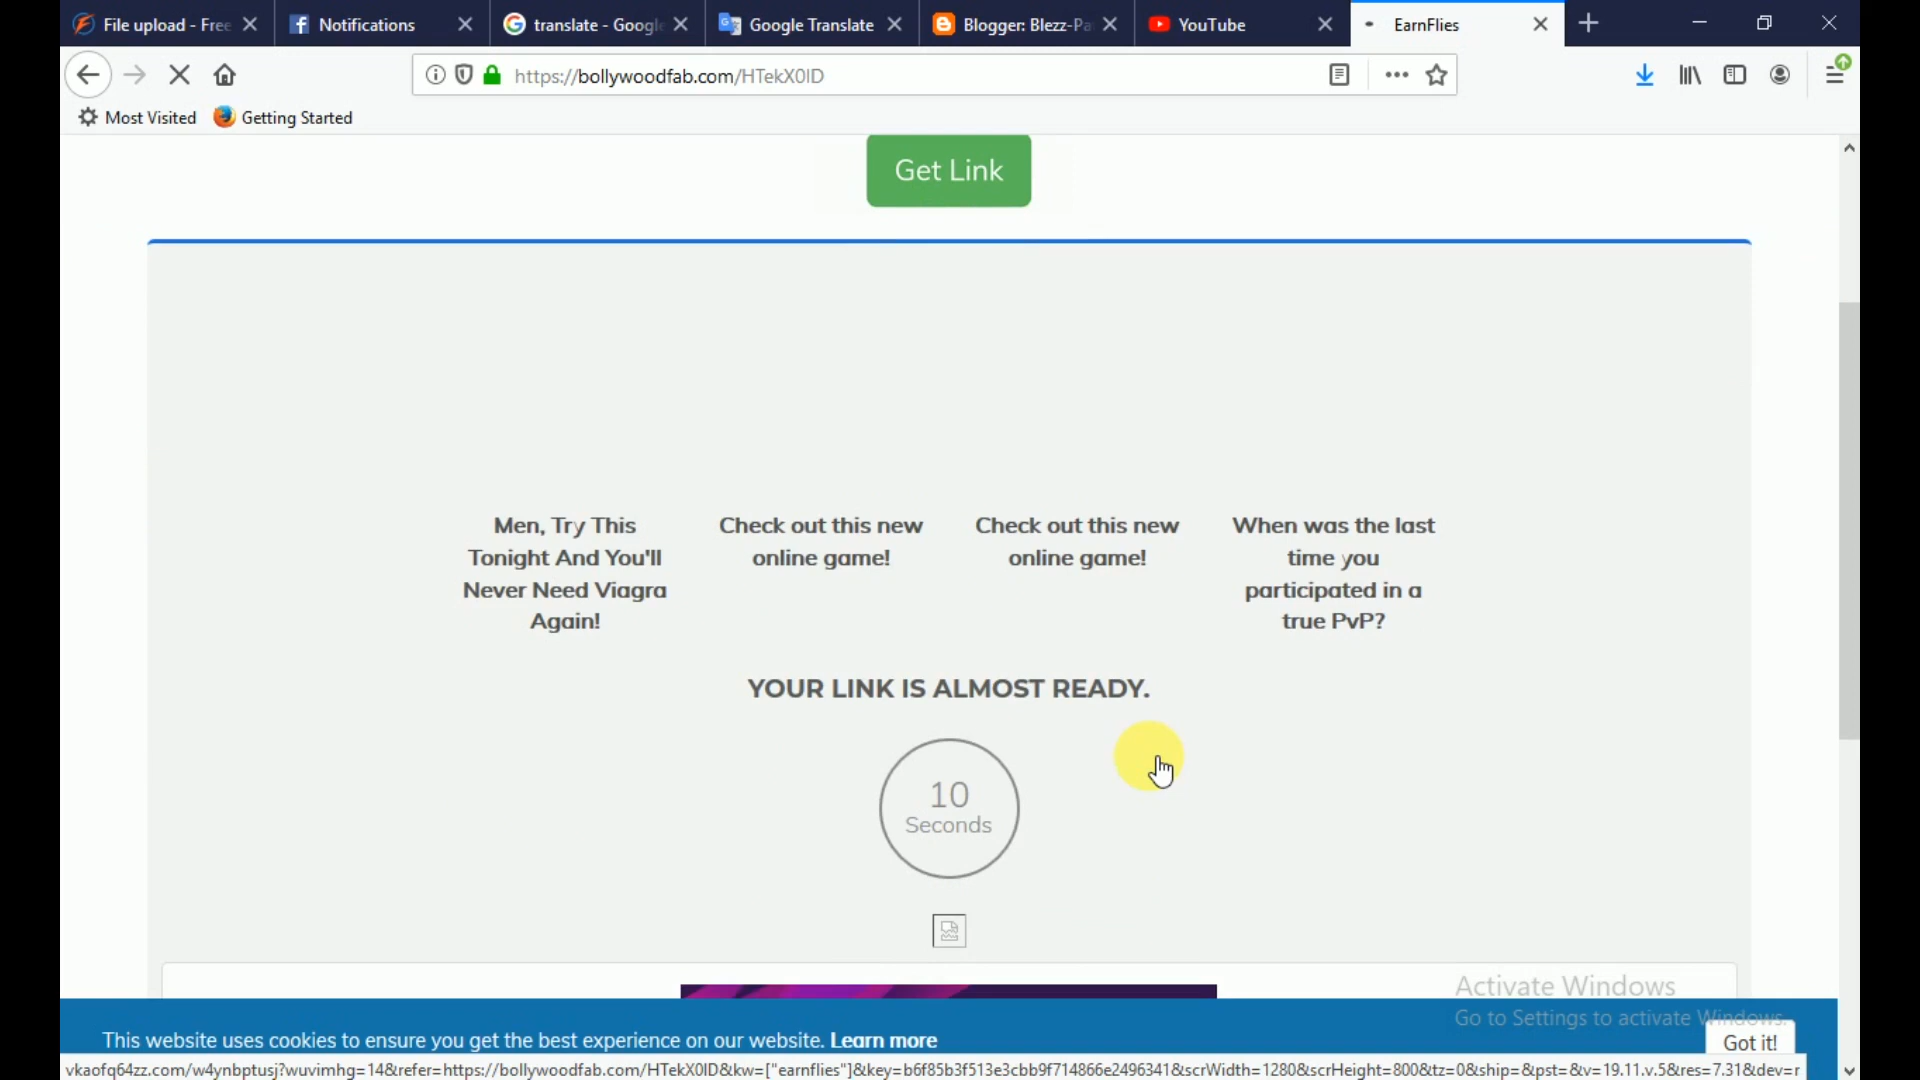 File upload - Free
Notifications
translate - Google
Google Translate
Blogger: Blezz-Pa
YouTube
EarnFlies
https://bollywoodfab.com/HTekX0ID
Most Visited
Getting Started
Get Link
Men, Try This
Tonight And You'll
Never Need Viagra
Again!
Check out this new
online game!
Check out this new
online game!
When was the last
time you
participated in a
true PvP?
YOUR LINK IS ALMOST READY.
10
Seconds
Activate Windows
Go to Settings to activate Windows.
This website uses cookies to ensure you get the best experience on our website. Learn more
Got it!
vkaofq64zz.com/w4ynbptusj?wuvimhg=14&refer=https://bollywoodfab.com/HTekX0ID&kw=["earnflies"]&key=b6f85b3f513e3cbb9f714866e2496341&scrWidth=1280&scrHeight=800&tz=0&ship=&pst=&v=19.11.v.5&res=7.31&dev=r